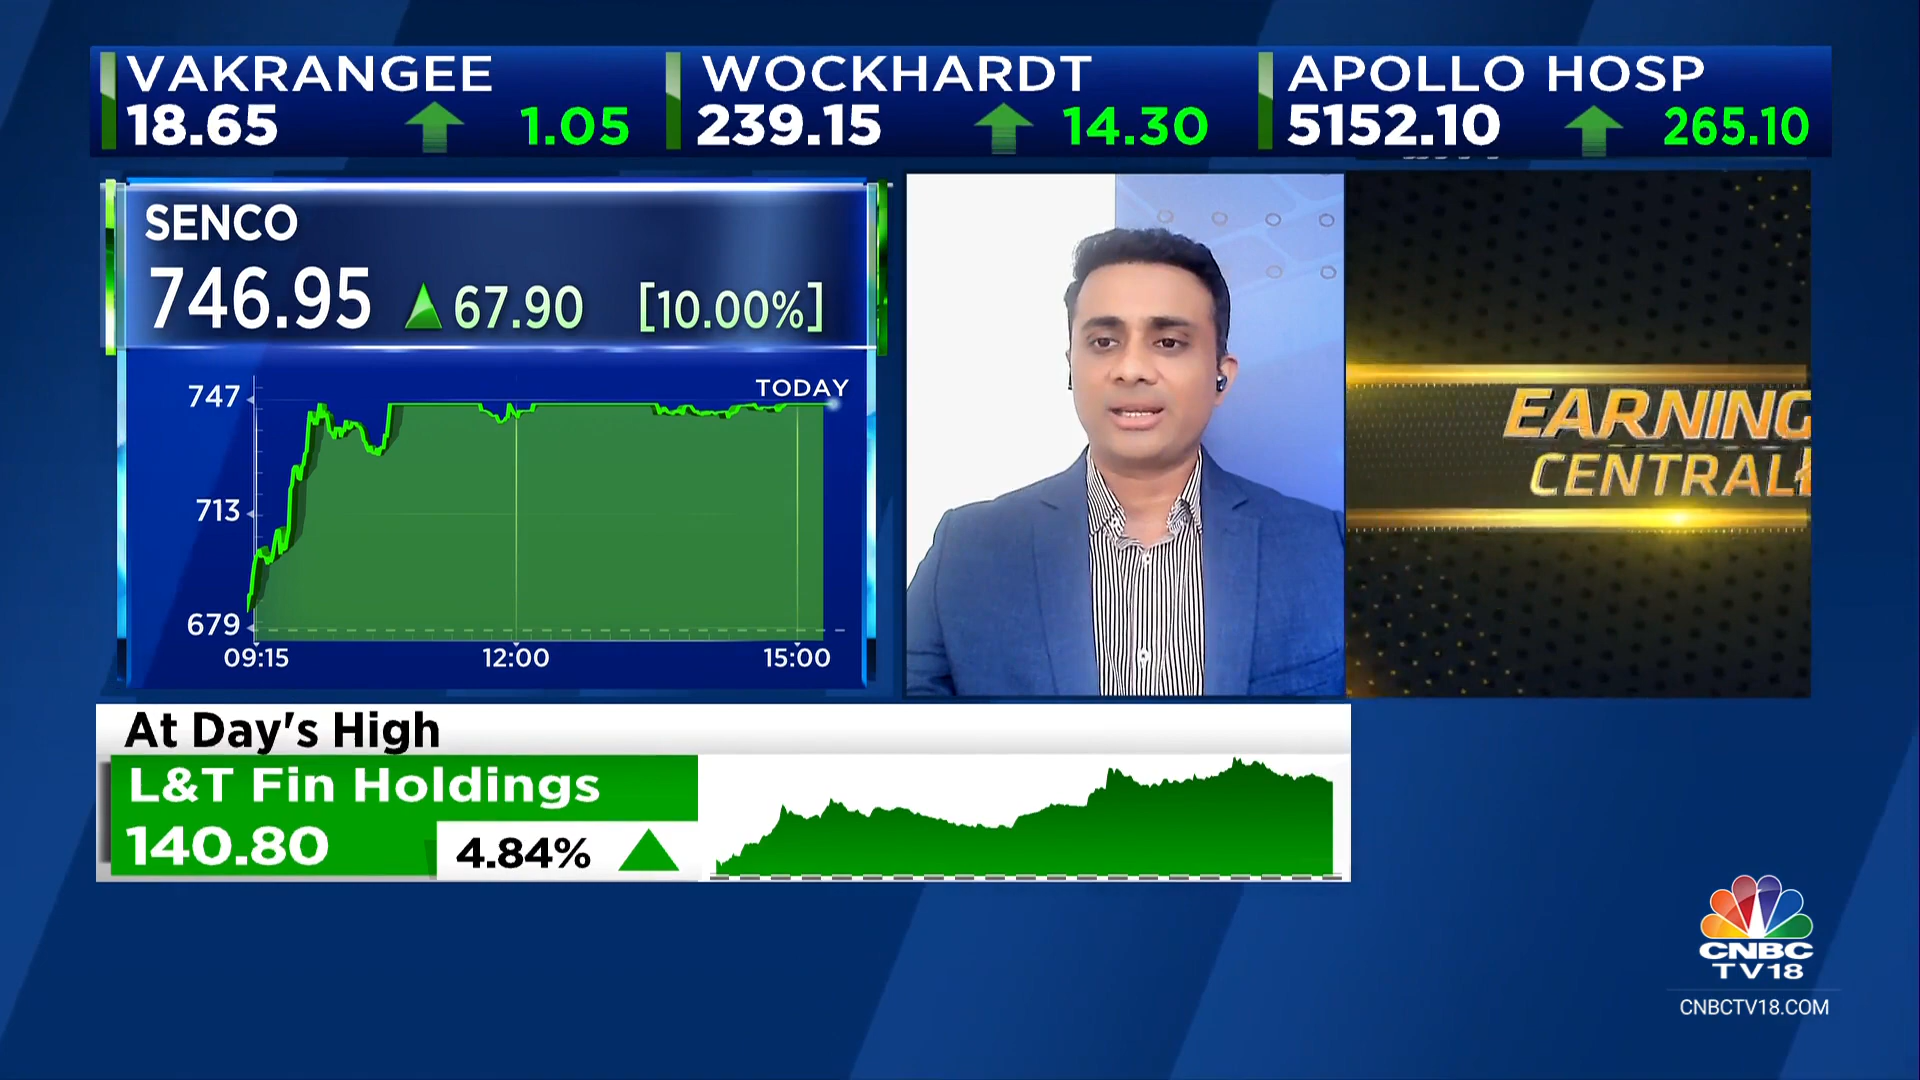 VAKRANGEE
18.65 1.05
WOCKHARDT
239.15 14.30
APOLLO HOSP
5152.10 265.10
SENCO
746.95 67.90 [10.00%]
TODAY
747
713
679
09:15 12:00 15:00
EARNING
CENTRAL
At Day's High
L&T Fin Holdings
140.80 4.84%
CNBC
TV18
CNBCTV18.COM